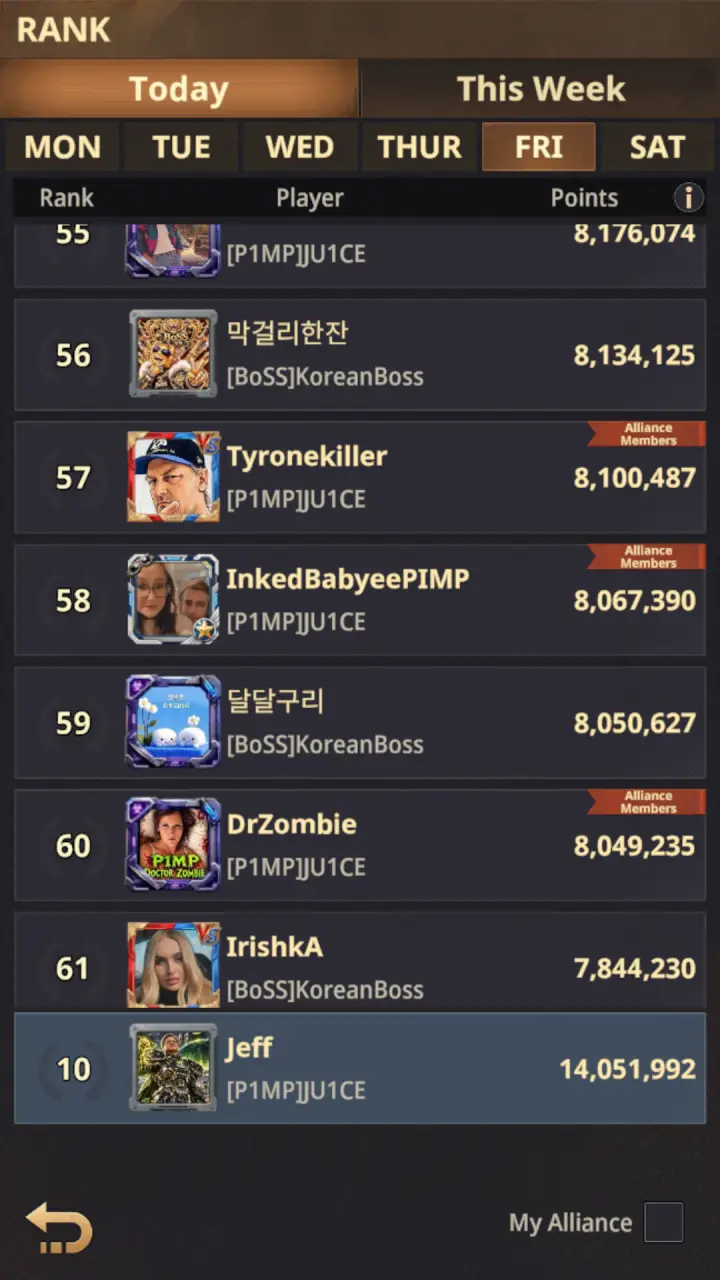 RANK
Today
This Week
MON
TUE
WED
THUR
FRI
SAT
Rank
Player
Points
55
[P1MP]JU1CE
8,176,074
56
막걸리한잔
[BoSS]KoreanBoss
8,134,125
57
Tyronekiller
[P1MP]JU1CE
Alliance
Members
8,100,487
58
InkedBabyeePIMP
[P1MP]JU1CE
Alliance
Members
8,067,390
59
달달구리
[BoSS]KoreanBoss
8,050,627
60
P1MP
DOCTOR ZOMBIE
DrZombie
[P1MP]JU1CE
Alliance
Members
8,049,235
61
VS
IrishkA
[BoSS]KoreanBoss
7,844,230
10
Jeff
[P1MP]JU1CE
14,051,992
My Alliance